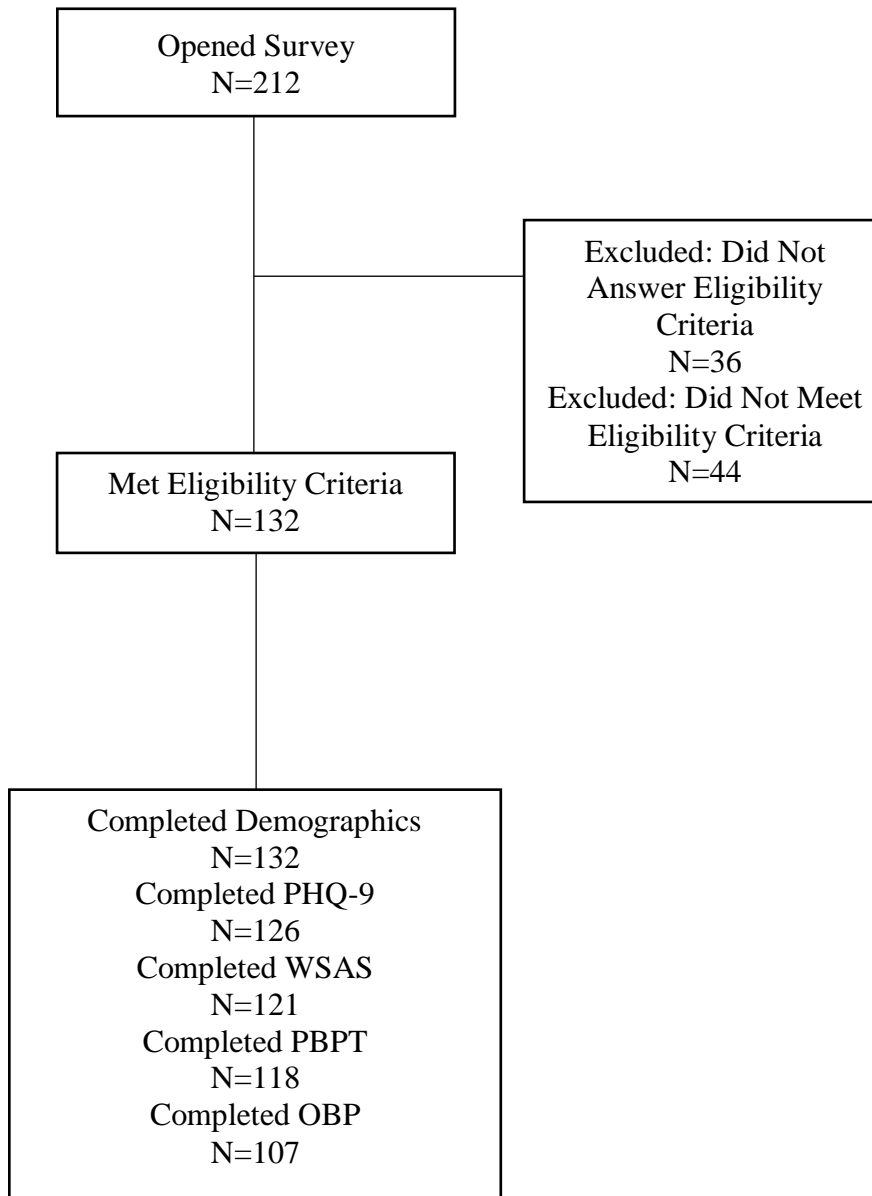 Opened Survey
N=212
Excluded: Did Not
Answer Eligibility
Criteria
N=36
Excluded: Did Not Meet
Eligibility Criteria
N=44
Met Eligibility Criteria
N=132
Completed Demographics
N=132
Completed PHQ-9
N=126
Completed WSAS
N=121
Completed PBPT
N=118
Completed OBP
N=107